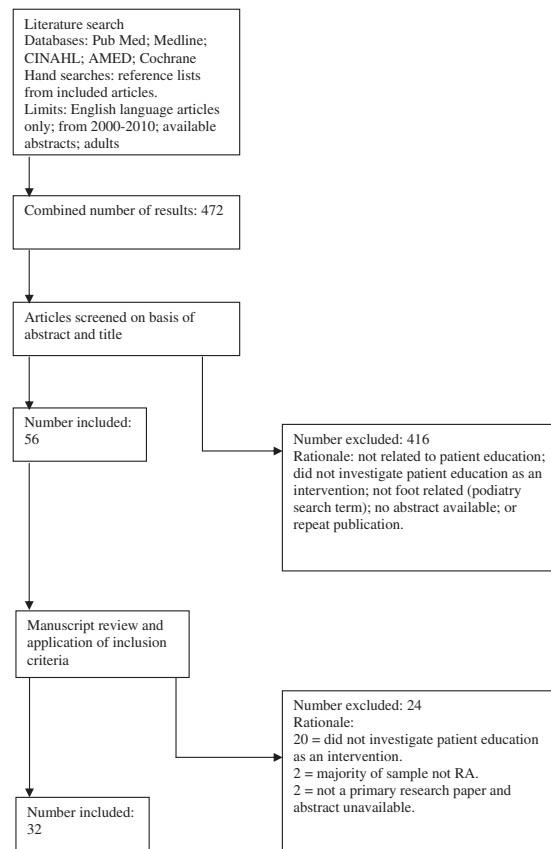 Literature search
Databases: Pub Med; Medline;
CINAHL; AMED; Cochrane
Hand searches: reference lists
from included articles.
Limits: English language articles
only; from 2000-2010; available
abstracts; adults
Combined number of results: 472
Articles screened on basis of
abstract and title
Number included:
56
Number excluded: 416
Rationale: not related to patient education;
did not investigate patient education as an
intervention; not foot related (podiatry
search term); no abstract available; or
repeat publication.
Manuscript review and
application of inclusion
criteria
Number excluded: 24
Rationale:
20 = did not investigate patient education
as an intervention.
2 = majority of sample not RA.
2 = not a primary research paper and
abstract unavailable.
Number included:
32